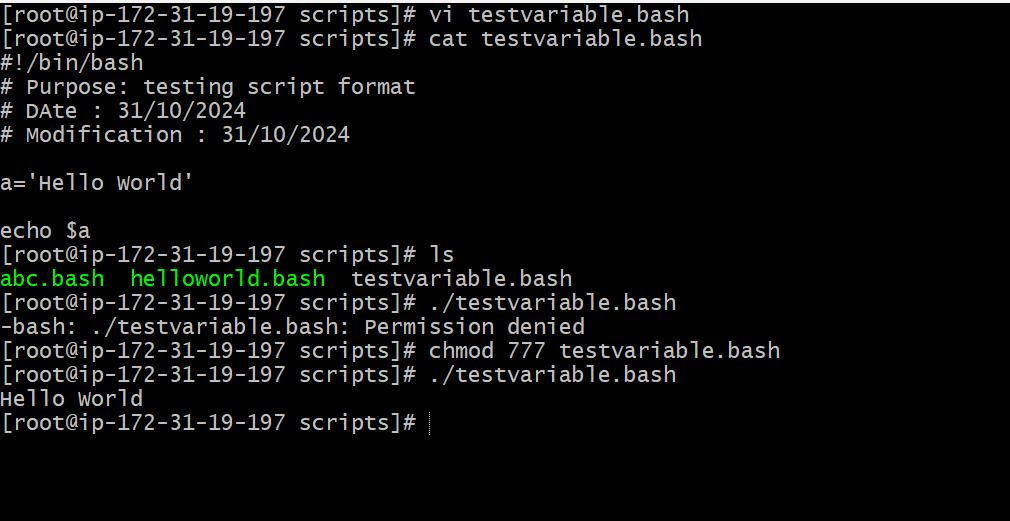 [root@ip-172-31-19-197 scripts]# vi testvariable.bash
[root@ip-172-31-19-197 scripts]# cat testvariable.bash
#!/bin/bash
# Purpose: testing script format
# DAte : 31/10/2024
# Modification : 31/10/2024
a='Hello World'
echo $a
[root@ip-172-31-19-197 scripts]# ls
abc.bash  helloworld.bash  testvariable.bash
[root@ip-172-31-19-197 scripts]# ./testvariable.bash
-bash: ./testvariable.bash: Permission denied
[root@ip-172-31-19-197 scripts]# chmod 777 testvariable.bash
[root@ip-172-31-19-197 scripts]# ./testvariable.bash
Hello World
[root@ip-172-31-19-197 scripts]#